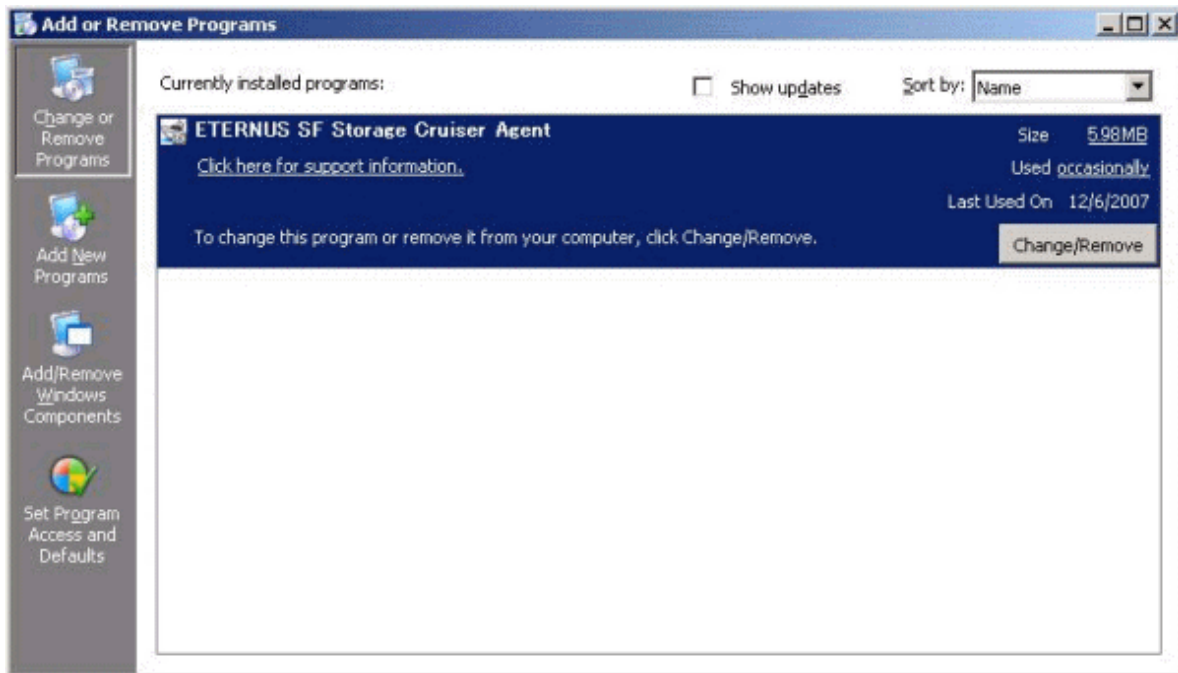 Add or Remove Programs
Change or
Remove
Programs
Add New
Programs
Add/Remove
Windows
Components
Set Program
Access and
Defaults
Currently installed programs:
Show updates
Sort by: Name
ETERNUS SF Storage Cruiser Agent
Size 5.98MB
Click here for support information.
Used occasionally
Last Used On 12/6/2007
To change this program or remove it from your computer, click Change/Remove.
Change/Remove